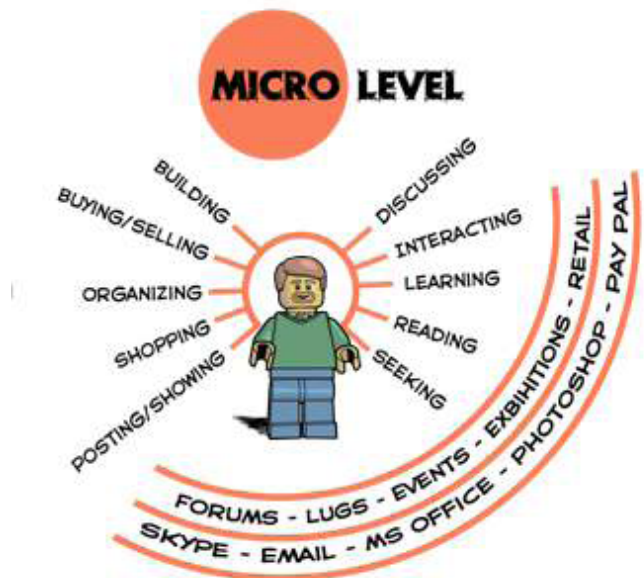 MICRO LEVEL
BUILDING
BUYING/SELLING
ORGANIZING
SHOPPING
POSTING/SHOWING
DISCUSSING
INTERACTING
LEARNING
READING
SEEKING
FORUMS - LUGS - EVENTS - EXBIHITIONS - RETAIL
SKYPE - EMAIL - MS OFFICE - PHOTOSHOP - PAY PAL